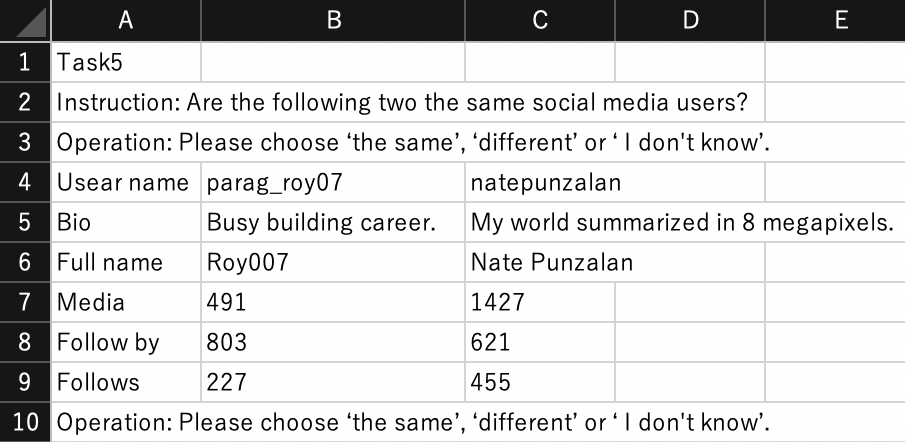 A B C D E
1 Task5
2 Instruction: Are the following two the same social media users?
3 Operation: Please choose ‘the same’, ‘different’ or ‘ I don't know’.
4 Usear name parag_roy07 natepunzalan
5 Bio Busy building career. My world summarized in 8 megapixels.
6 Full name Roy007 Nate Punzalan
7 Media 491 1427
8 Follow by 803 621
9 Follows 227 455
10 Operation: Please choose ‘the same’, ‘different’ or ‘ I don't know’.